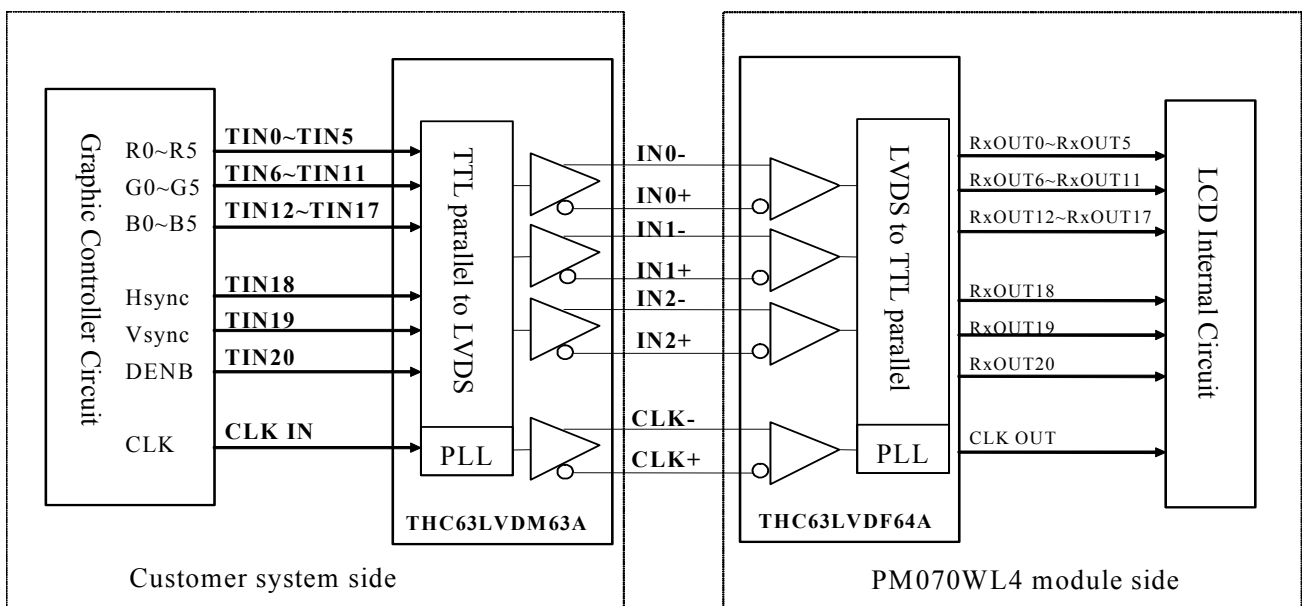 Graphic Controller Circuit
R0~R5
G0~G5
B0~B5
Hsync
Vsync
DENB
CLK
TIN0~TIN5
TIN6~TIN11
TIN12~TIN17
TIN18
TIN19
TIN20
CLK IN
TTL parallel to LVDS
PLL
THC63LVDM63A
Customer system side
IN0-
IN0+
IN1-
IN1+
IN2-
IN2+
CLK-
CLK+
LVDS to TTL parallel
PLL
THC63LVDF64A
RxOUT0~RxOUT5
RxOUT6~RxOUT11
RxOUT12~RxOUT17
RxOUT18
RxOUT19
RxOUT20
CLK OUT
LCD Internal Circuit
PM070WL4 module side